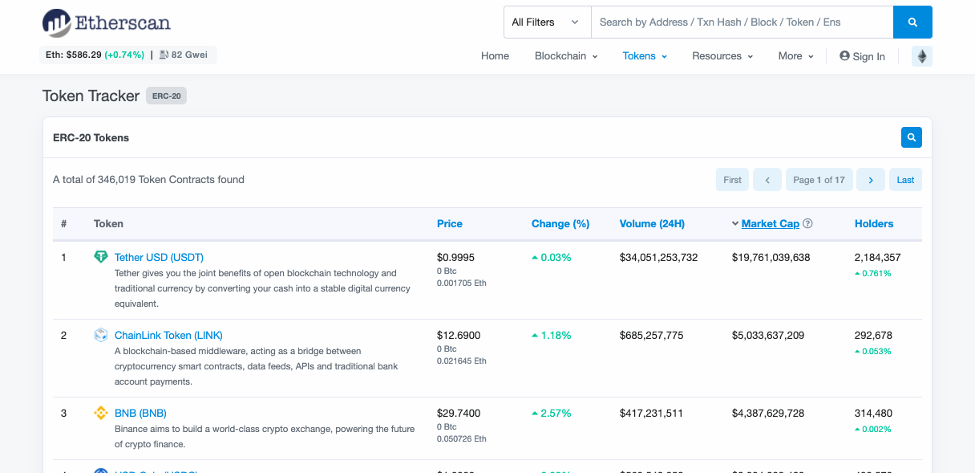 Etherscan
All Filters
Search by Address / Txn Hash / Block / Token / Ens
Eth: $586.29 (+0.74%) | 82 Gwei
Home Blockchain Tokens Resources More Sign In
Token Tracker ERC-20
ERC-20 Tokens
A total of 346,019 Token Contracts found
First Page 1 of 17 Last
# Token Price Change (%) Volume (24H) Market Cap Holders
1 Tether USD (USDT) $0.9995 0.03% $34,051,253,732 $19,761,039,638 2,184,357
Tether gives you the joint benefits of open blockchain technology and 0 Btc 0.761%
traditional currency by converting your cash into a stable digital currency 0.001705 Eth
equivalent.
2 ChainLink Token (LINK) $12.6900 1.18% $685,257,775 $5,033,637,209 292,678
A blockchain-based middleware, acting as a bridge between 0 Btc 0.053%
cryptocurrency smart contracts, data feeds, APIs and traditional bank 0.021645 Eth
account payments.
3 BNB (BNB) $29.7400 2.57% $417,231,511 $4,387,629,728 314,480
Binance aims to build a world-class crypto exchange, powering the future 0 Btc 0.002%
of crypto finance. 0.050726 Eth